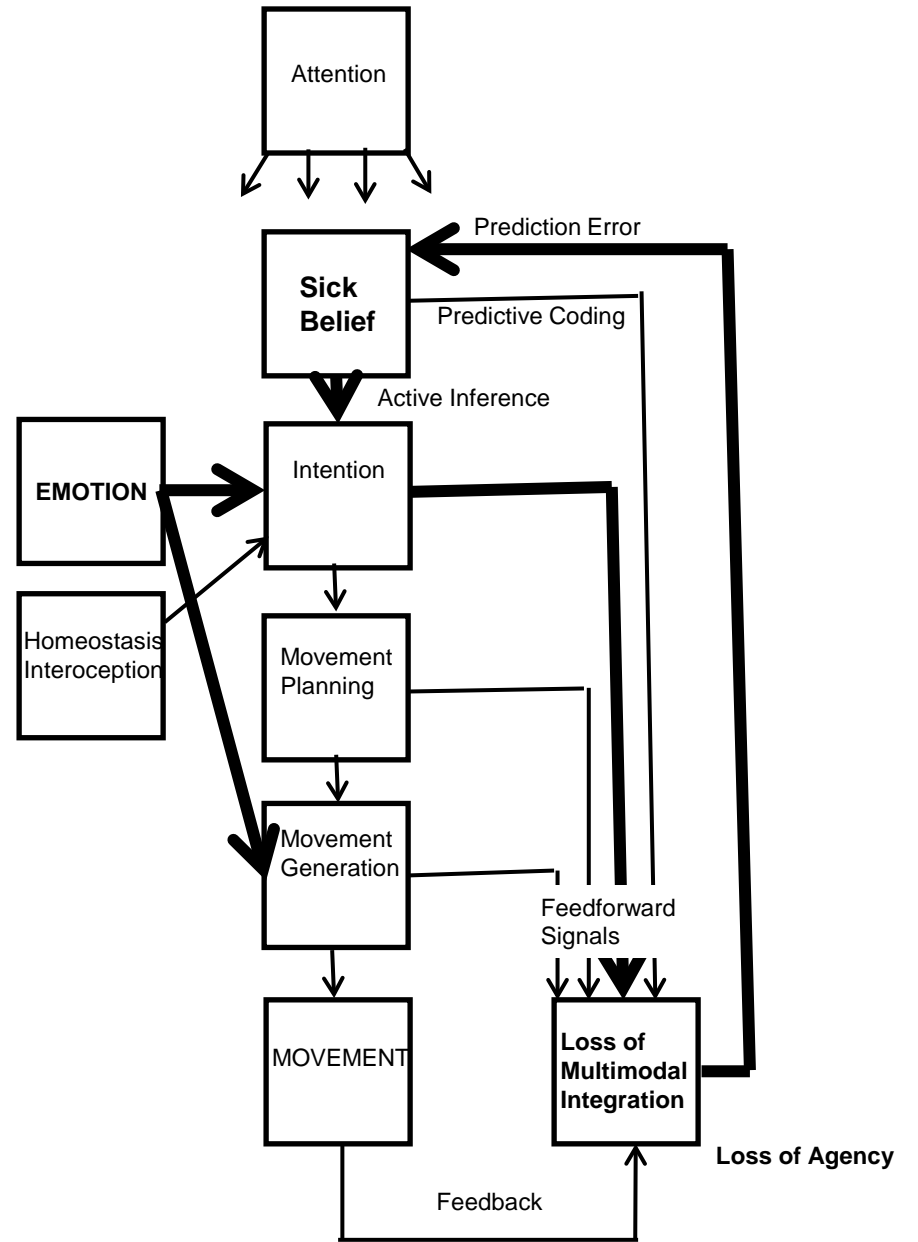 Attention
Prediction Error
Sick
Belief
Predictive Coding
Active Inference
EMOTION
Intention
Homeostasis
Interoception
Movement
Planning
Movement
Generation
Feedforward
Signals
MOVEMENT
Loss of
Multimodal
Integration
Loss of Agency
Feedback